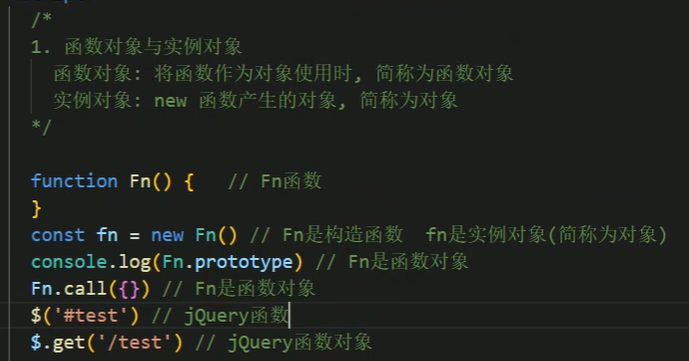 /*
1. 函数对象与实例对象
函数对象: 将函数作为对象使用时, 简称为函数对象
实例对象: new 函数产生的对象, 简称为对象
*/
function Fn() { // Fn函数
}
const fn = new Fn() // Fn是构造函数 fn是实例对象(简称为对象)
console.log(Fn.prototype) // Fn是函数对象
Fn.call({}) // Fn是函数对象
$('#test') // jQuery函数
$.get('/test') // jQuery函数对象